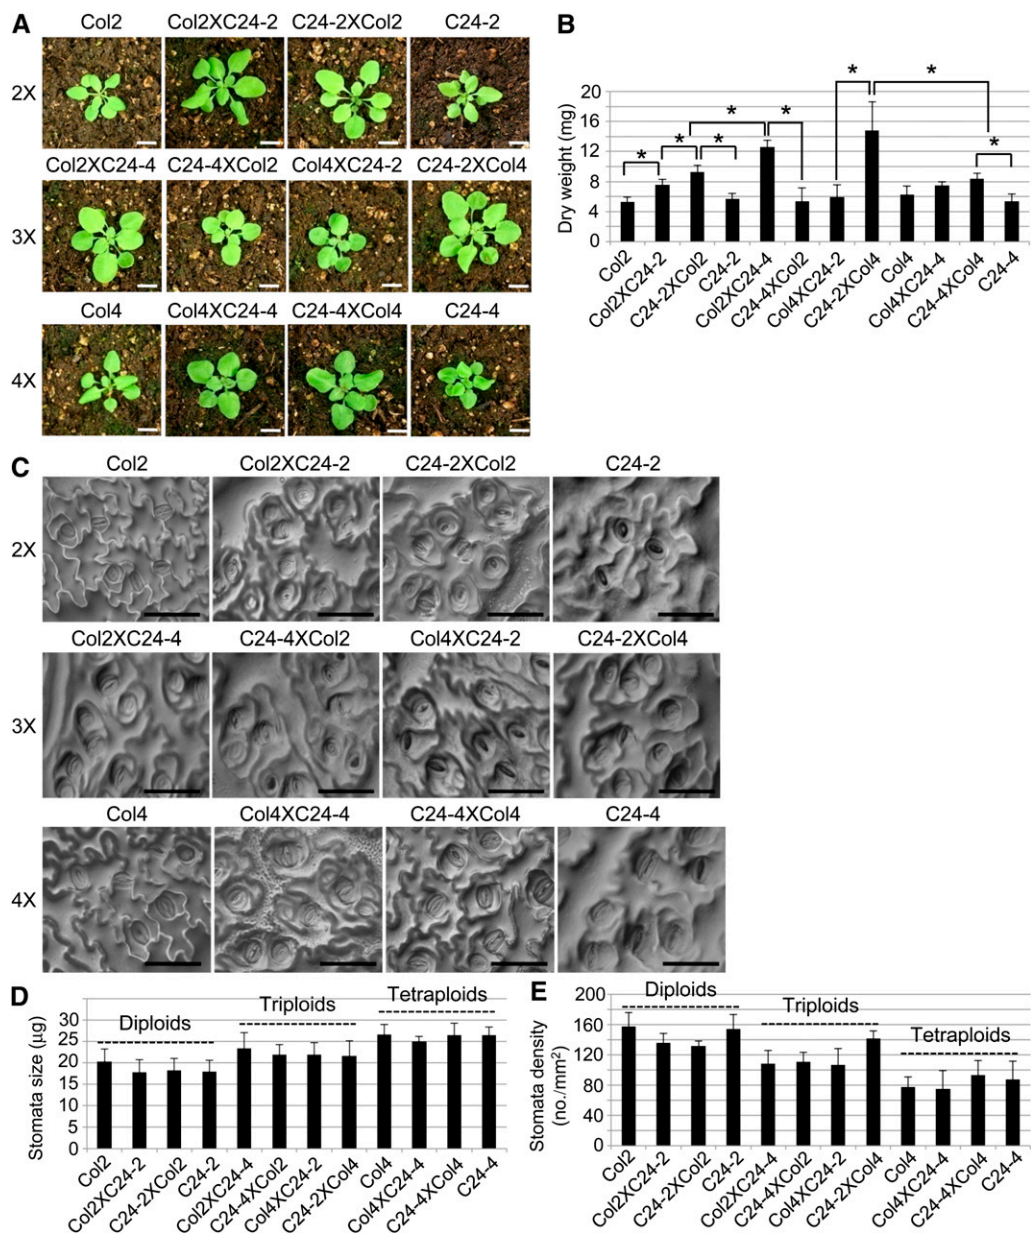 A
Col2 Col2XC24-2 C24-2XCol2 C24-2
2X
Col2XC24-4 C24-4XCol2 Col4XC24-2 C24-2XCol4
3X
Col4 Col4XC24-4 C24-4XCol4 C24-4
4X
B
Dry weight (mg)
20
16
12
8
4
0
* * * * * * * *
Col2 Col2XC24-2 C24-2XCol2 C24-2 Col2XC24-4 C24-4XCol2 Col4XC24-2 C24-2XCol4 Col4 Col4XC24-4 C24-4XCol4 C24-4
C
Col2 Col2XC24-2 C24-2XCol2 C24-2
2X
Col2XC24-4 C24-4XCol2 Col4XC24-2 C24-2XCol4
3X
Col4 Col4XC24-4 C24-4XCol4 C24-4
4X
D
Stomata size (µg)
30
25
20
15
10
5
0
Diploids
Triploids
Tetraploids
Col2 Col2XC24-2 C24-2XCol2 C24-2 Col2XC24-4 C24-4XCol2 Col4XC24-2 C24-2XCol4 Col4 Col4XC24-4 C24-4XCol4 C24-4
E
Stomata density
(no./mm²)
200
160
120
80
40
0
Diploids
Triploids
Tetraploids
Col2 Col2XC24-2 C24-2XCol2 C24-2 Col2XC24-4 C24-4XCol2 Col4XC24-2 C24-2XCol4 Col4 Col4XC24-4 C24-4XCol4 C24-4